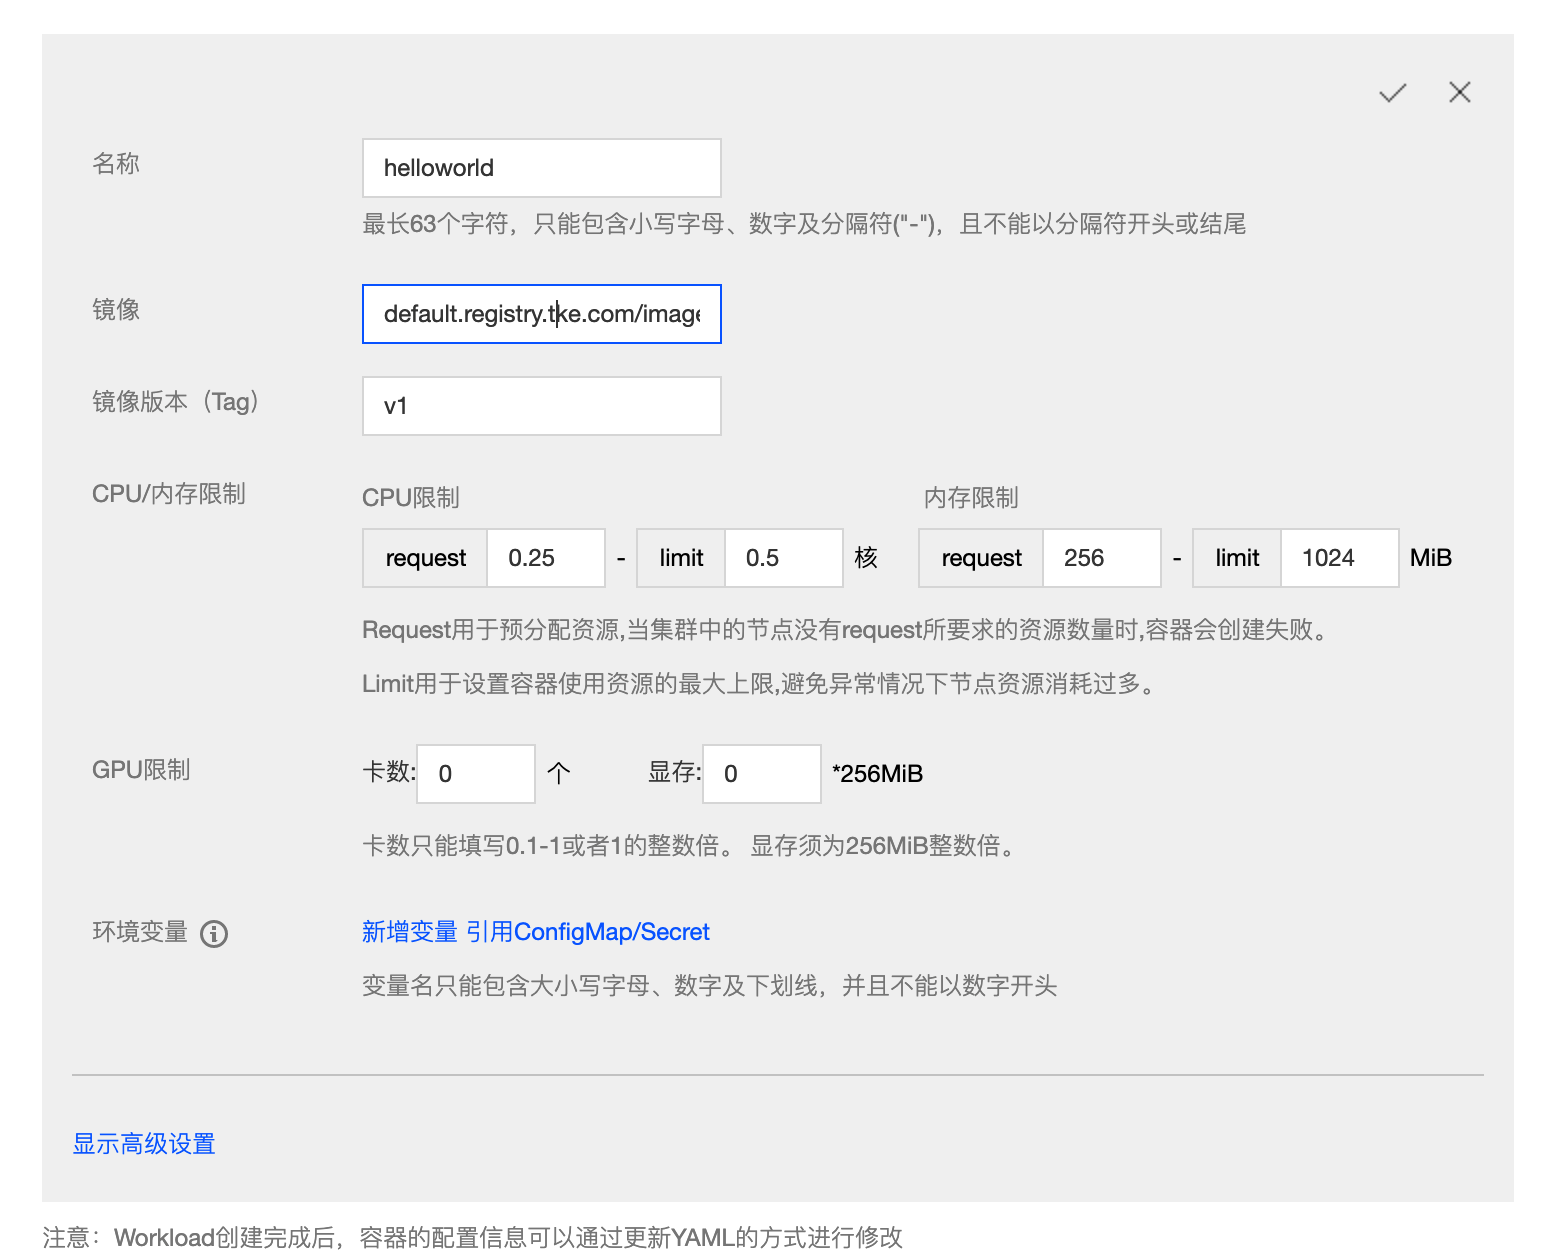 名称
helloworld
最长63个字符，只能包含小写字母、数字及分隔符("-")，且不能以分隔符开头或结尾
镜像
default.registry.tke.com/image
镜像版本（Tag）
v1
CPU/内存限制
CPU限制 内存限制
request 0.25 - limit 0.5 核 request 256 - limit 1024 MiB
Request用于预分配资源,当集群中的节点没有request所要求的资源数量时,容器会创建失败。
Limit用于设置容器使用资源的最大上限,避免异常情况下节点资源消耗过多。
GPU限制
卡数: 0 个 显存: 0 *256MiB
卡数只能填写0.1-1或者1的整数倍。 显存须为256MiB整数倍。
环境变量
新增变量 引用ConfigMap/Secret
变量名只能包含大小写字母、数字及下划线，并且不能以数字开头
显示高级设置
注意：Workload创建完成后，容器的配置信息可以通过更新YAML的方式进行修改